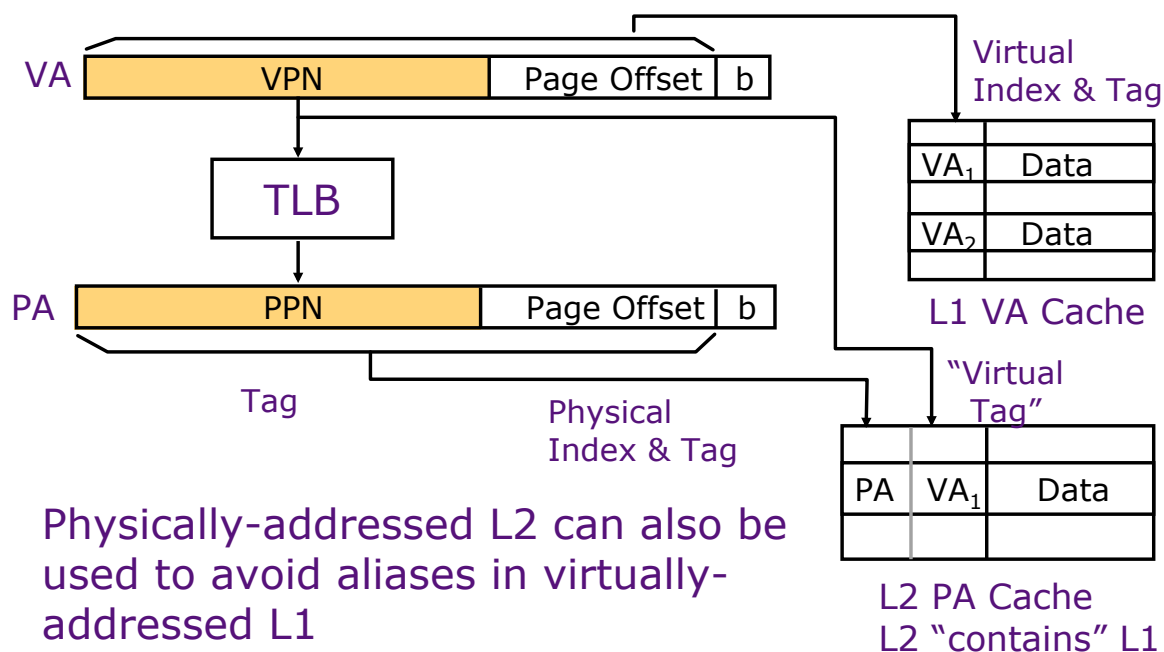 VA
VPN
Page Offset
b
Virtual
Index & Tag
VA₁
Data
VA₂
Data
L1 VA Cache
TLB
PA
PPN
Page Offset
b
Tag
Physical
Index & Tag
“Virtual
Tag”
PA
VA₁
Data
L2 PA Cache
L2 “contains” L1
Physically-addressed L2 can also be
used to avoid aliases in virtually-
addressed L1